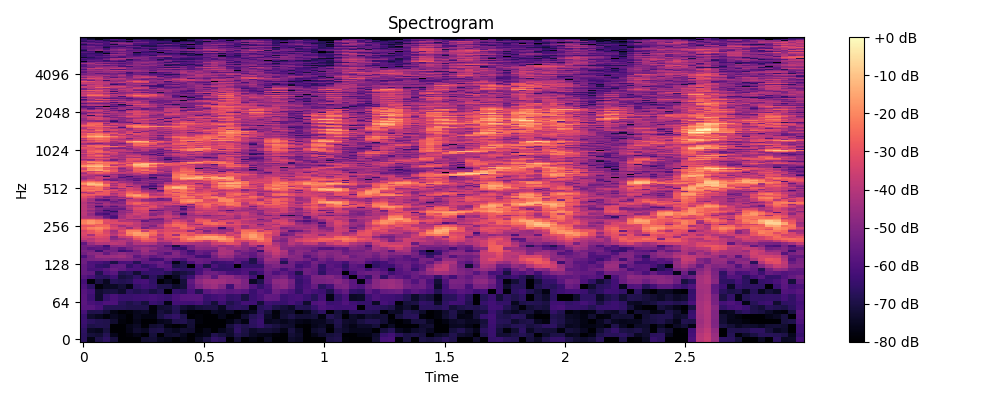 Spectrogram
4096
2048
1024
512
256
128
64
0
Hz
0
0.5
1
1.5
2
2.5
Time
+0 dB
-10 dB
-20 dB
-30 dB
-40 dB
-50 dB
-60 dB
-70 dB
-80 dB